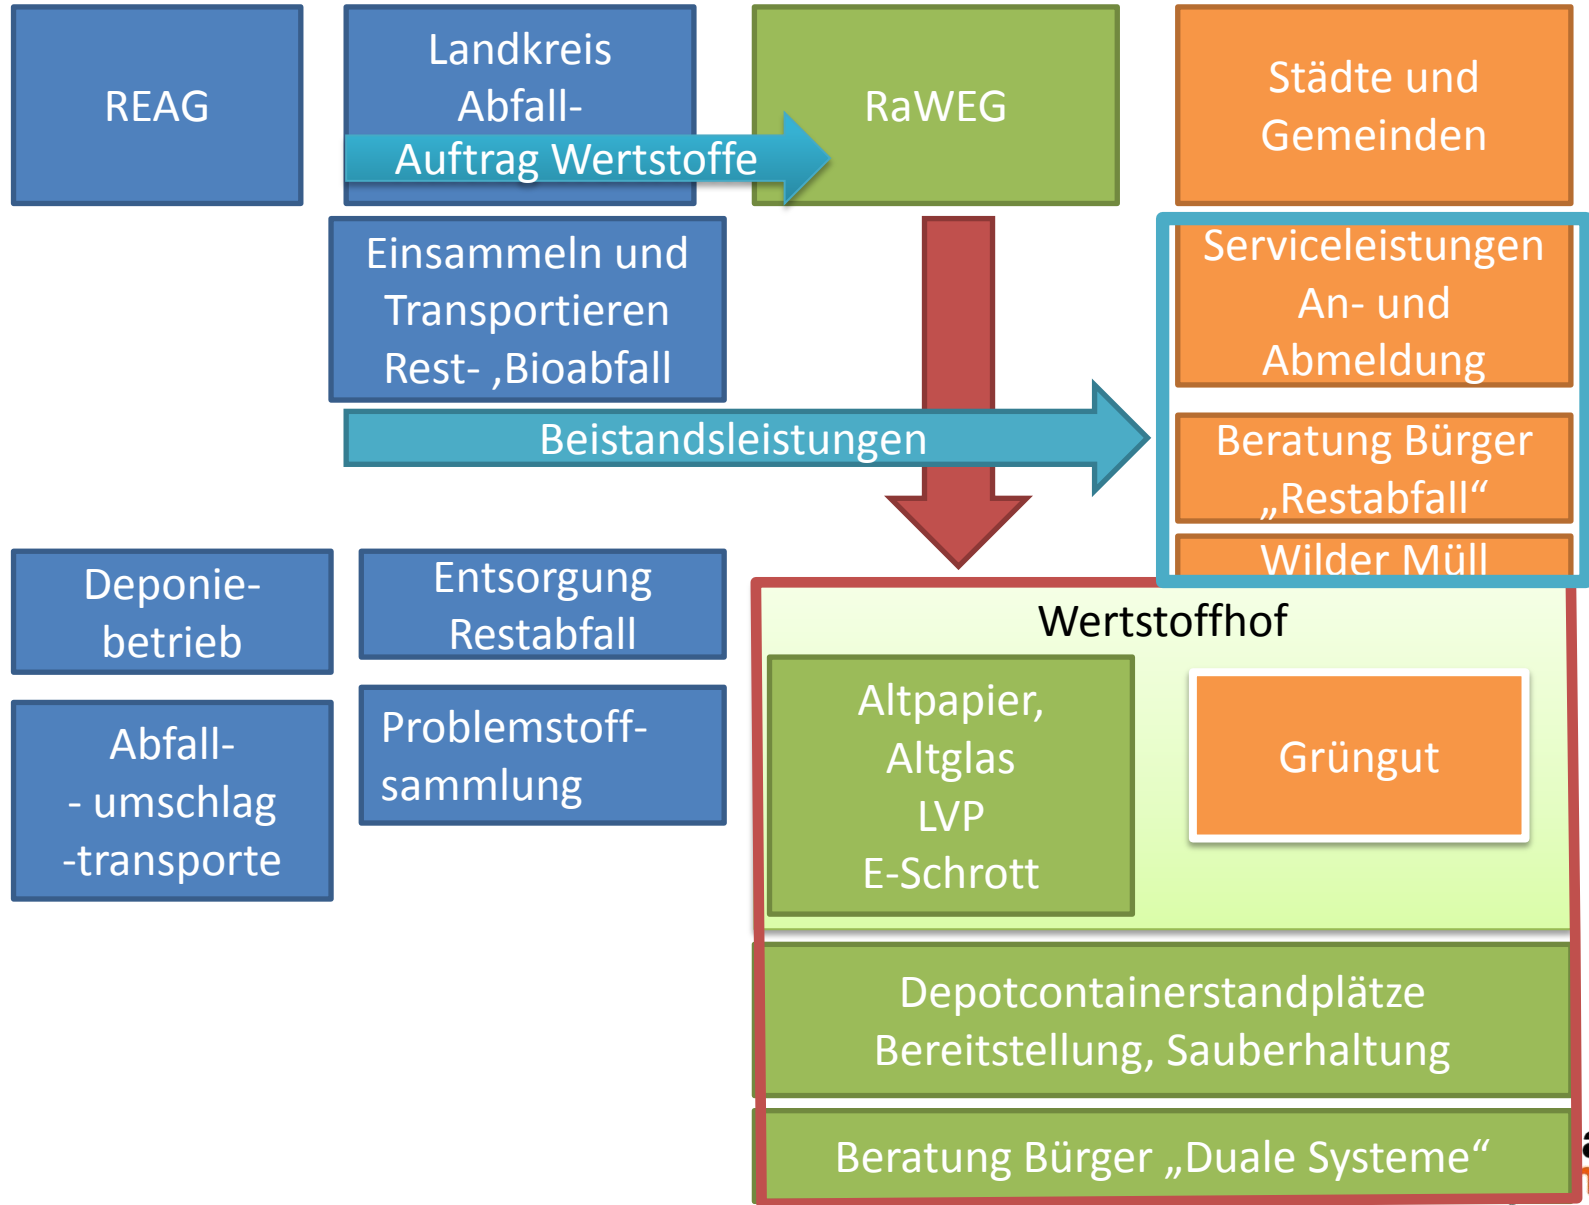 REAG
Landkreis
Abfall-
RaWEG
Städte und
Gemeinden
Auftrag Wertstoffe
Einsammeln und
Transportieren
Rest- ,Bioabfall
Serviceleistungen
An- und
Abmeldung
Beistandsleistungen
Beratung Bürger
„Restabfall“
Wilder Müll
Deponie-
betrieb
Entsorgung
Restabfall
Wertstoffhof
Abfall-
- umschlag
-transporte
Problemstoff-
sammlung
Altpapier,
Altglas
LVP
E-Schrott
Grüngut
Depotcontainerstandplätze
Bereitstellung, Sauberhaltung
Beratung Bürger „Duale Systeme“